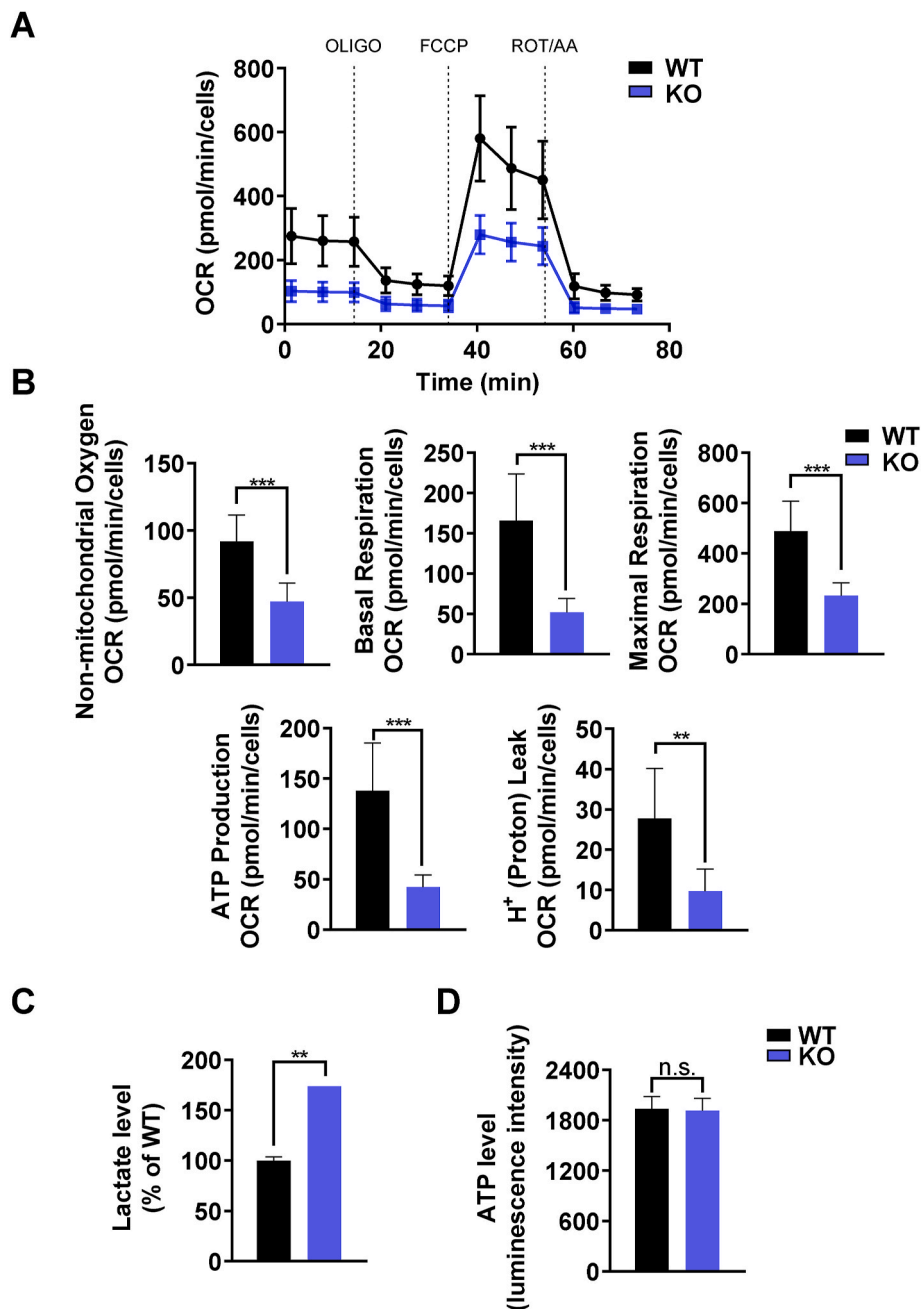 A
OLIGO FCCP ROT/AA
WT
KO
OCR (pmol/min/cells)
800
600
400
200
0
0 20 40 60 80
Time (min)
B
WT
KO
Non-mitochondrial Oxygen
OCR (pmol/min/cells)
150
100
50
0
***
Basal Respiration
OCR (pmol/min/cells)
250
200
150
100
50
0
***
Maximal Respiration
OCR (pmol/min/cells)
800
600
400
200
0
***
ATP Production
OCR (pmol/min/cells)
200
150
100
50
0
***
H⁺ (Proton) Leak
OCR (pmol/min/cells)
50
40
30
20
10
0
**
C
Lactate level
(% of WT)
200
150
100
50
0
**
D
WT
KO
ATP level
(luminescence intensity)
2400
1800
1200
600
0
n.s.